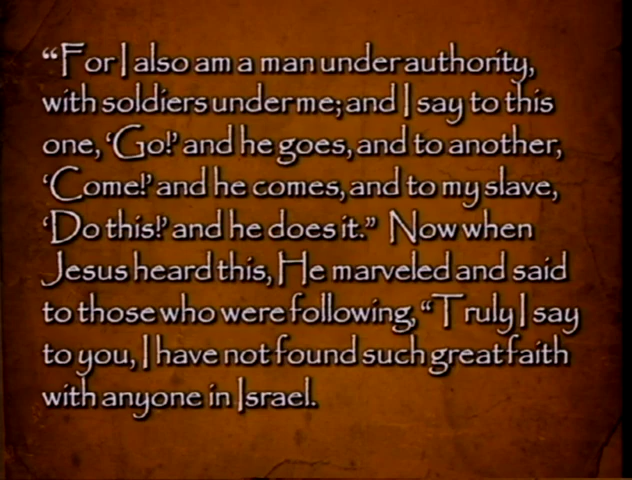 “For I also am a man under authority,
with soldiers under me; and I say to this
one, ‘Go!’ and he goes, and to another,
‘Come!’ and he comes, and to my slave,
‘Do this!’ and he does it.” Now when
Jesus heard this, He marveled and said
to those who were following, “Truly I say
to you, I have not found such great faith
with anyone in Israel.